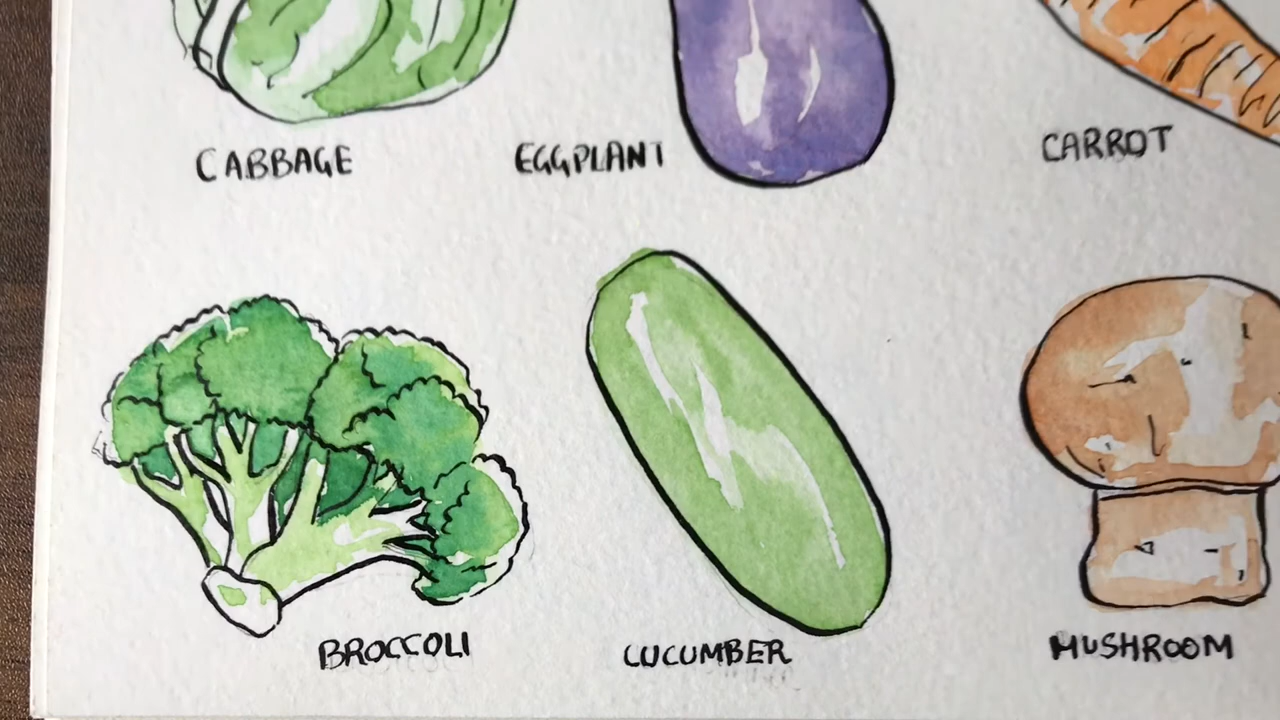 CABBAGE
EGGPLANT
CARROT
BROCCOLI
CUCUMBER
MUSHROOM